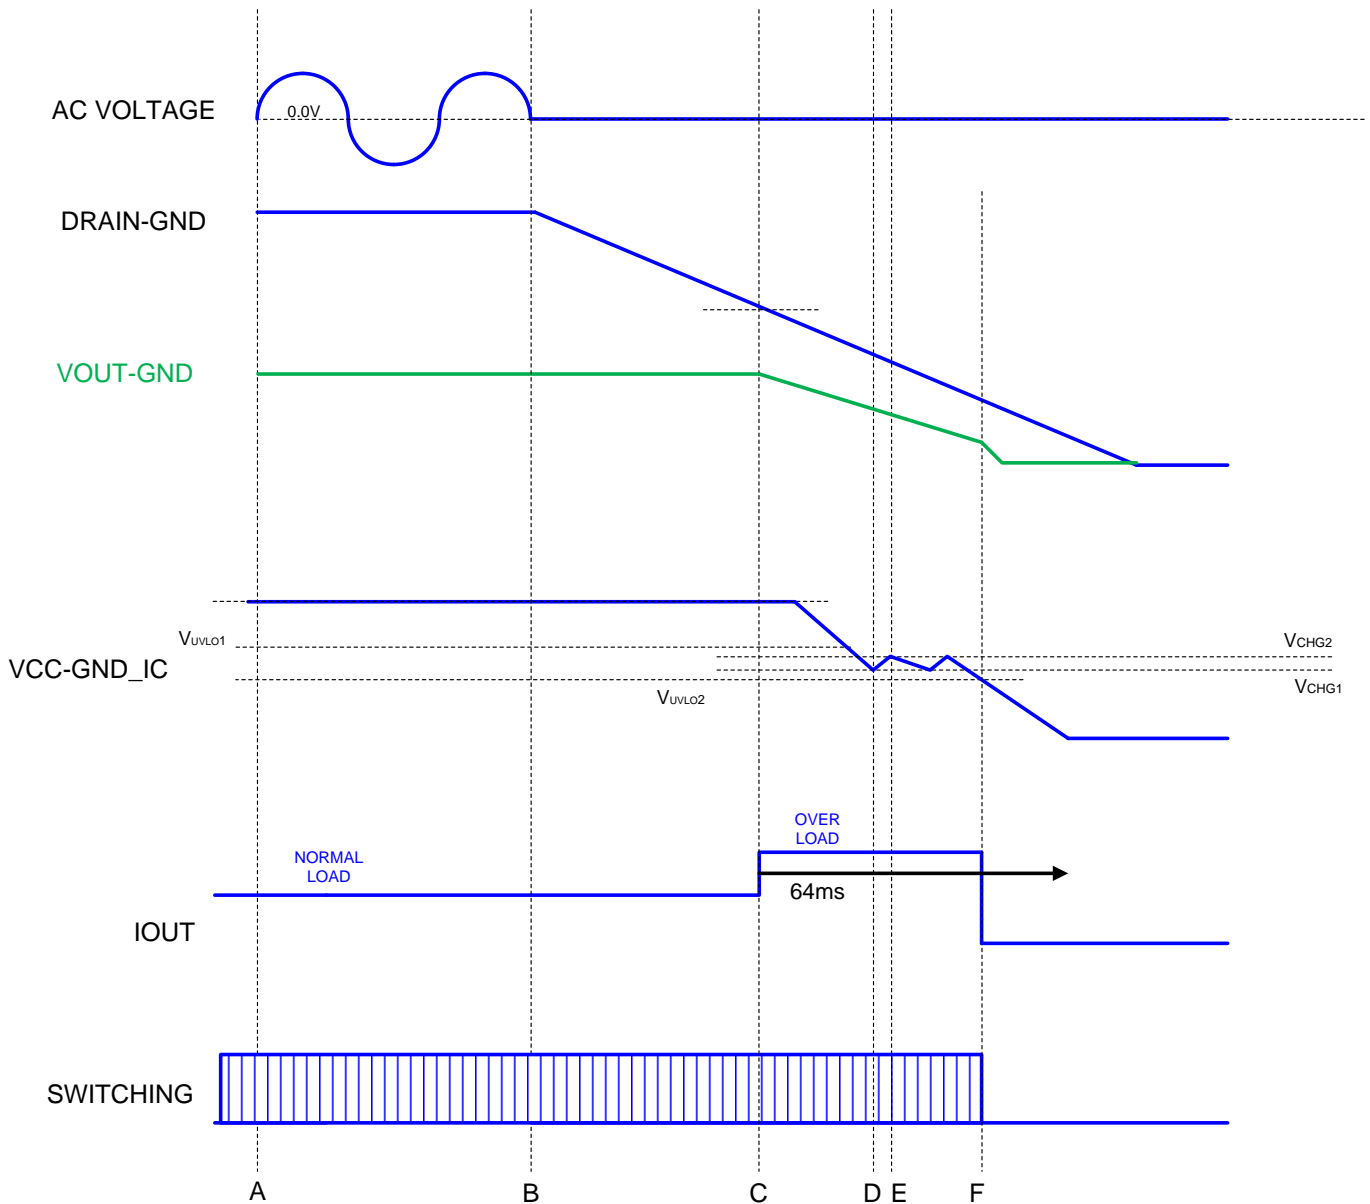 AC VOLTAGE
0.0V
DRAIN-GND
VOUT-GND
VUVLO1
VCHG2
VCC-GND_IC
VCHG1
VUVLO2
OVER
LOAD
NORMAL
LOAD
64ms
IOUT
SWITCHING
A B C D E F